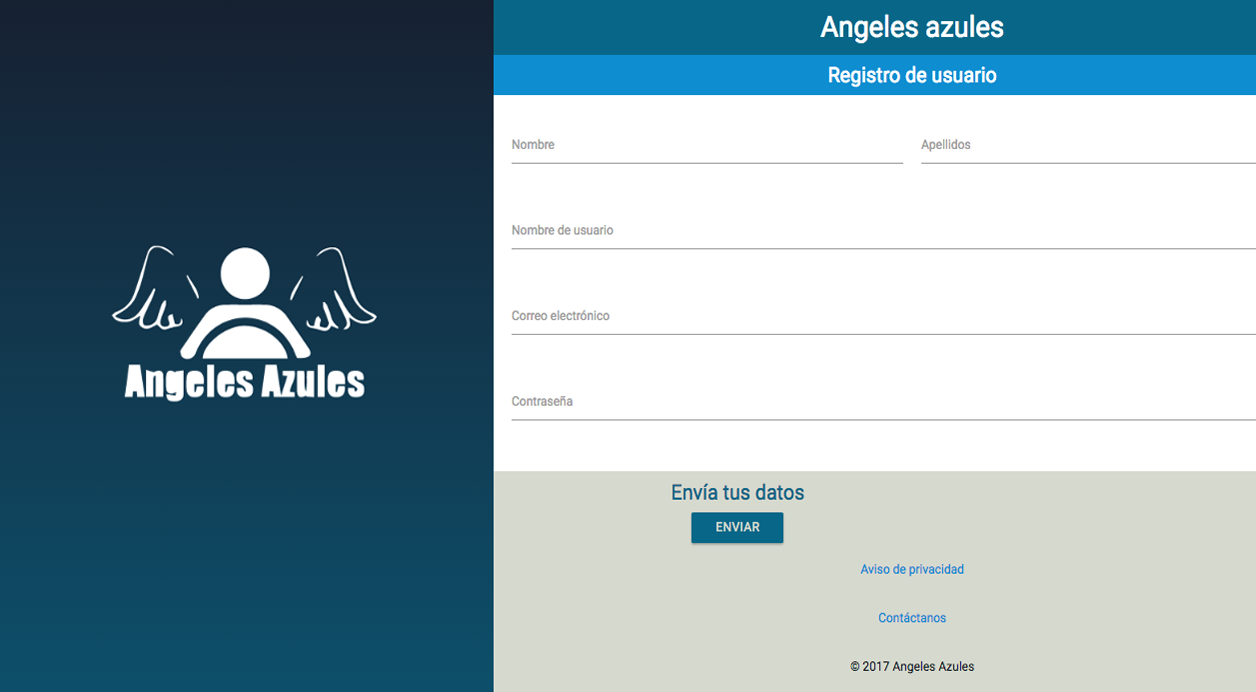 Angeles Azules
Angeles azules
Registro de usuario
Nombre
Apellidos
Nombre de usuario
Correo electrónico
Contraseña
Envía tus datos
ENVIAR
Aviso de privacidad
Contáctanos
© 2017 Angeles Azules